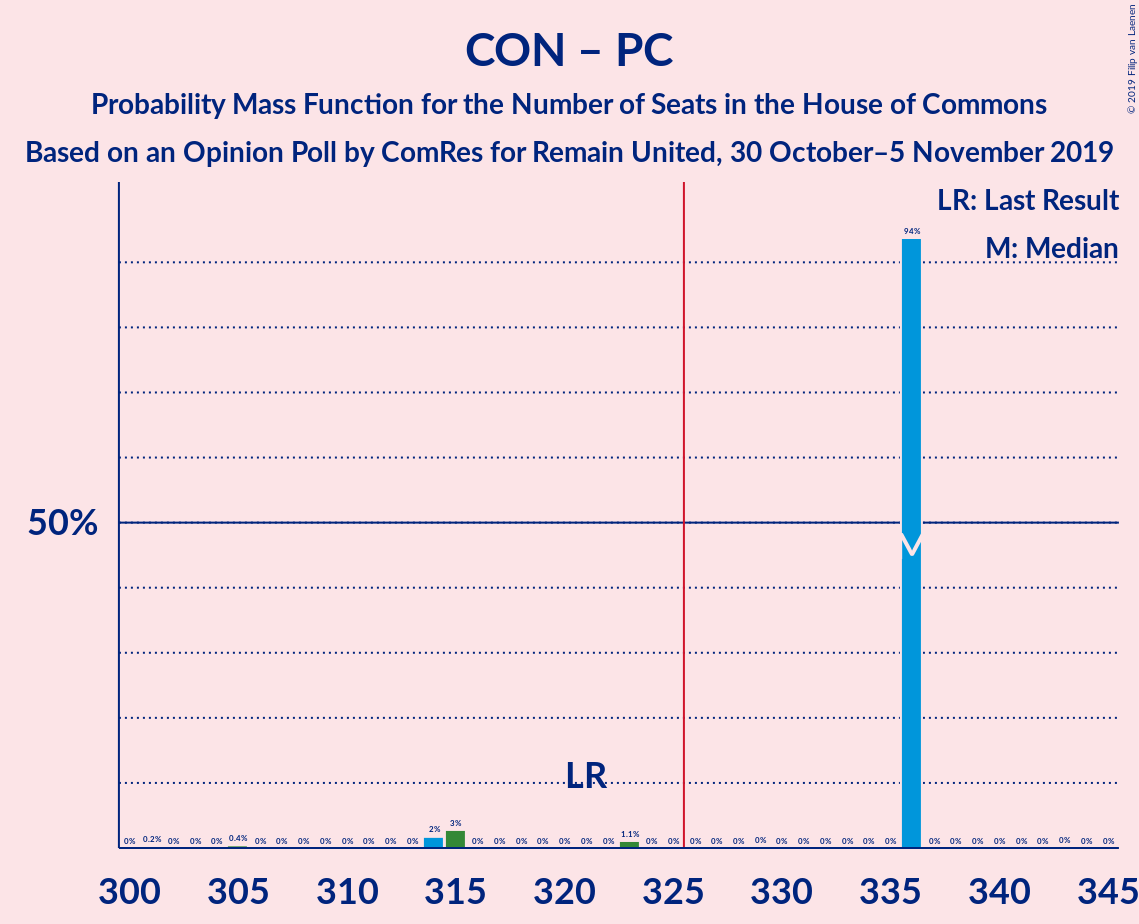 CON – PC
Probability Mass Function for the Number of Seats in the House of Commons
Based on an Opinion Poll by ComRes for Remain United, 30 October–5 November 2019
© 2019 Filip van Laenen
LR: Last Result
M: Median
94%
50%
LR
0% 0.2% 0% 0% 0% 0.4% 0% 0% 0% 0% 0% 0% 0% 0% 2% 3% 0% 0% 0% 0% 0% 0% 0% 1.1% 0% 0% 0% 0% 0% 0% 0% 0% 0% 0% 0% 0% 0% 0% 0% 0% 0% 0% 0% 0% 0%
300 305 310 315 320 325 330 335 340 345